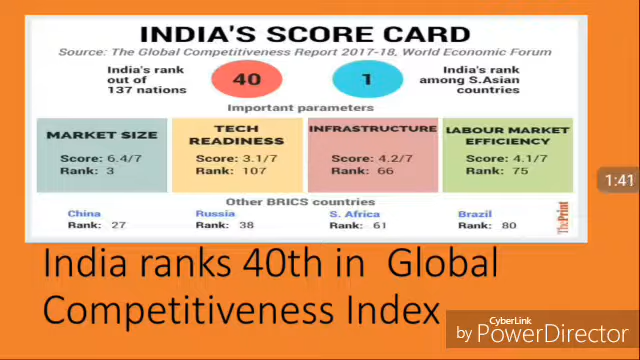 INDIA'S SCORE CARD
Source: The Global Competitiveness Report 2017-18, World Economic Forum
India's rank
out of
137 nations
40
1
India's rank
among S.Asian
countries
Important parameters
MARKET SIZE
Score: 6.4/7
Rank: 3
TECH
READINESS
Score: 3.1/7
Rank: 107
INFRASTRUCTURE
Score: 4.2/7
Rank: 66
LABOUR MARKET
EFFICIENCY
Score: 4.1/7
Rank: 75
1:41
Other BRICS countries
China
Rank: 27
Russia
Rank: 38
S. Africa
Rank: 61
Brazil
Rank: 80
ThePrint
India ranks 40th in Global
Competitiveness Index
CyberLink
by PowerDirector